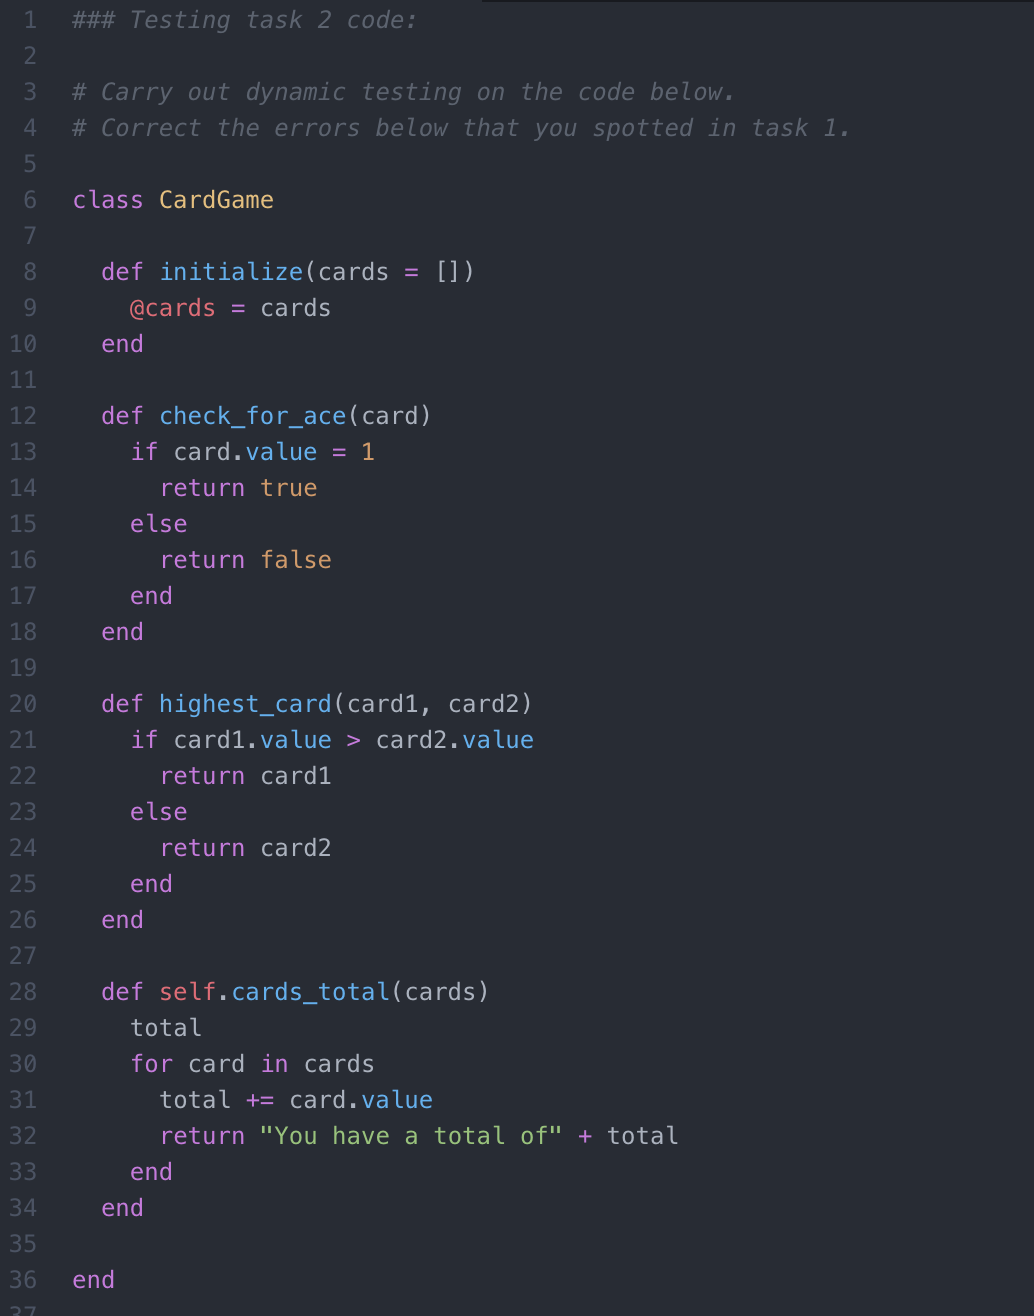 1 ### Testing task 2 code:
2
3 # Carry out dynamic testing on the code below.
4 # Correct the errors below that you spotted in task 1.
5
6 class CardGame
7
8   def initialize(cards = [])
9     @cards = cards
10   end
11
12   def check_for_ace(card)
13     if card.value = 1
14       return true
15     else
16       return false
17     end
18   end
19
20   def highest_card(card1, card2)
21     if card1.value > card2.value
22       return card1
23     else
24       return card2
25     end
26   end
27
28   def self.cards_total(cards)
29     total
30     for card in cards
31       total += card.value
32       return "You have a total of" + total
33     end
34   end
35
36 end
37